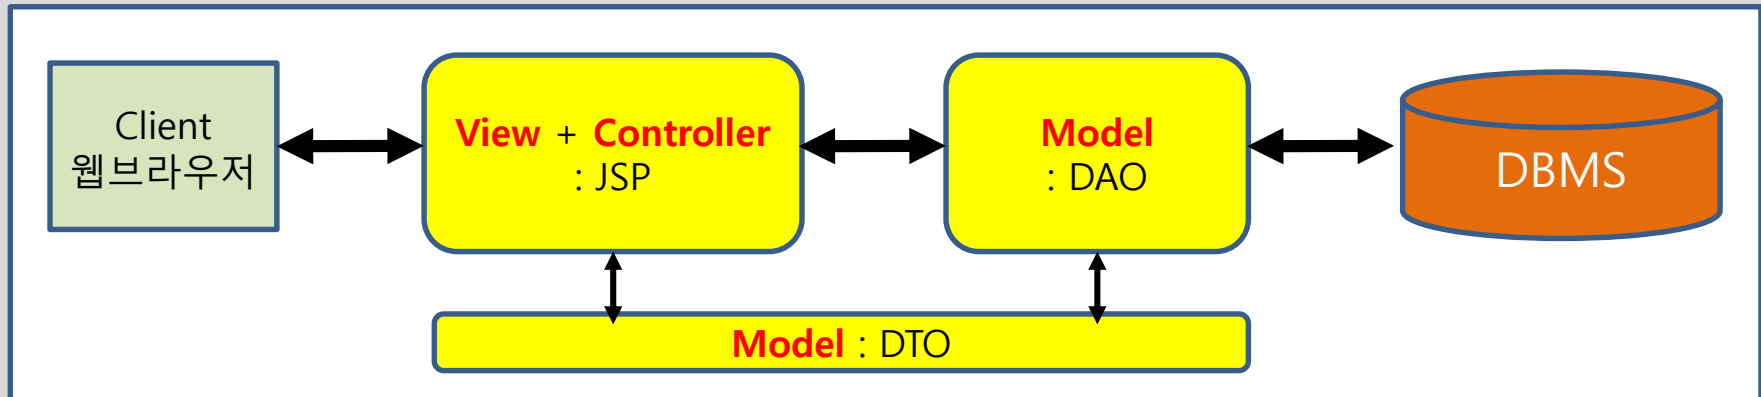 Client
웹브라우저
View + Controller
: JSP
Model
: DAO
DBMS
Model : DTO